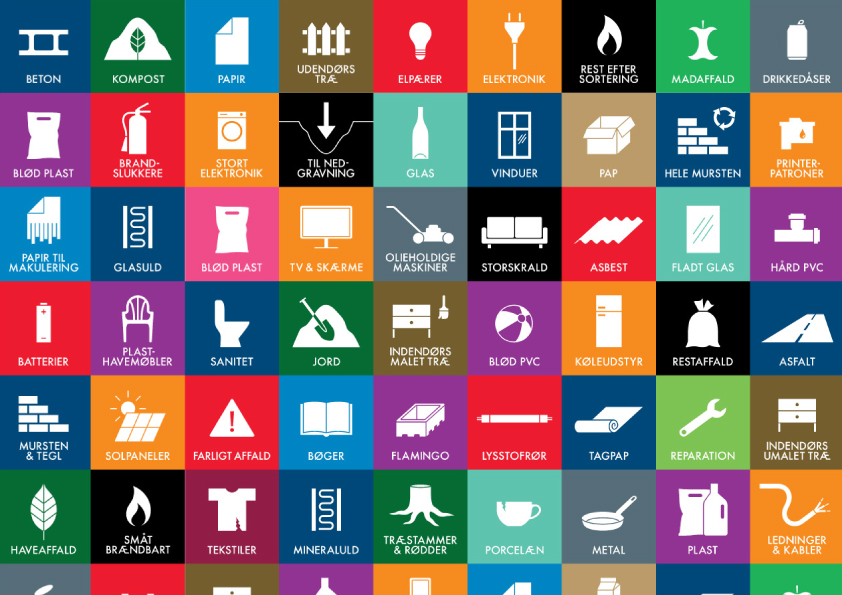 BETON
KOMPOST
PAPIR
UDENDØRS
TRÆ
ELPÆRER
ELEKTRONIK
REST EFTER
SORTERING
MADAFFALD
DRIKKEDÅSER
BLØD PLAST
BRAND-
SLUKKERE
STORT
ELEKTRONIK
TIL NED-
GRAVNING
GLAS
VINDUER
PAP
HELE MURSTEN
PRINTER-
PATRONER
PAPIR TIL
MAKULERING
GLASULD
BLØD PLAST
TV & SKÆRME
OLIEHOLDIGE
MASKINER
STORSKRALD
ASBEST
FLADT GLAS
HÅRD PVC
BATTERIER
PLAST-
HAVEMØBLER
SANITET
JORD
INDENDØRS
MALET TRÆ
BLØD PVC
KØLEUDSTYR
RESTAFFALD
ASFALT
MURSTEN
& TEGL
SOLPANELER
FARLIGT AFFALD
BØGER
FLAMINGO
LYSSTOFRØR
TAGPAP
REPARATION
INDENDØRS
UMALET TRÆ
HAVEAFFALD
SMÅT
BRÆNDBART
TEKSTILER
MINERALULD
TRÆSTAMMER
& RØDDER
PORCELÆN
METAL
PLAST
LEDNINGER
& KABLER